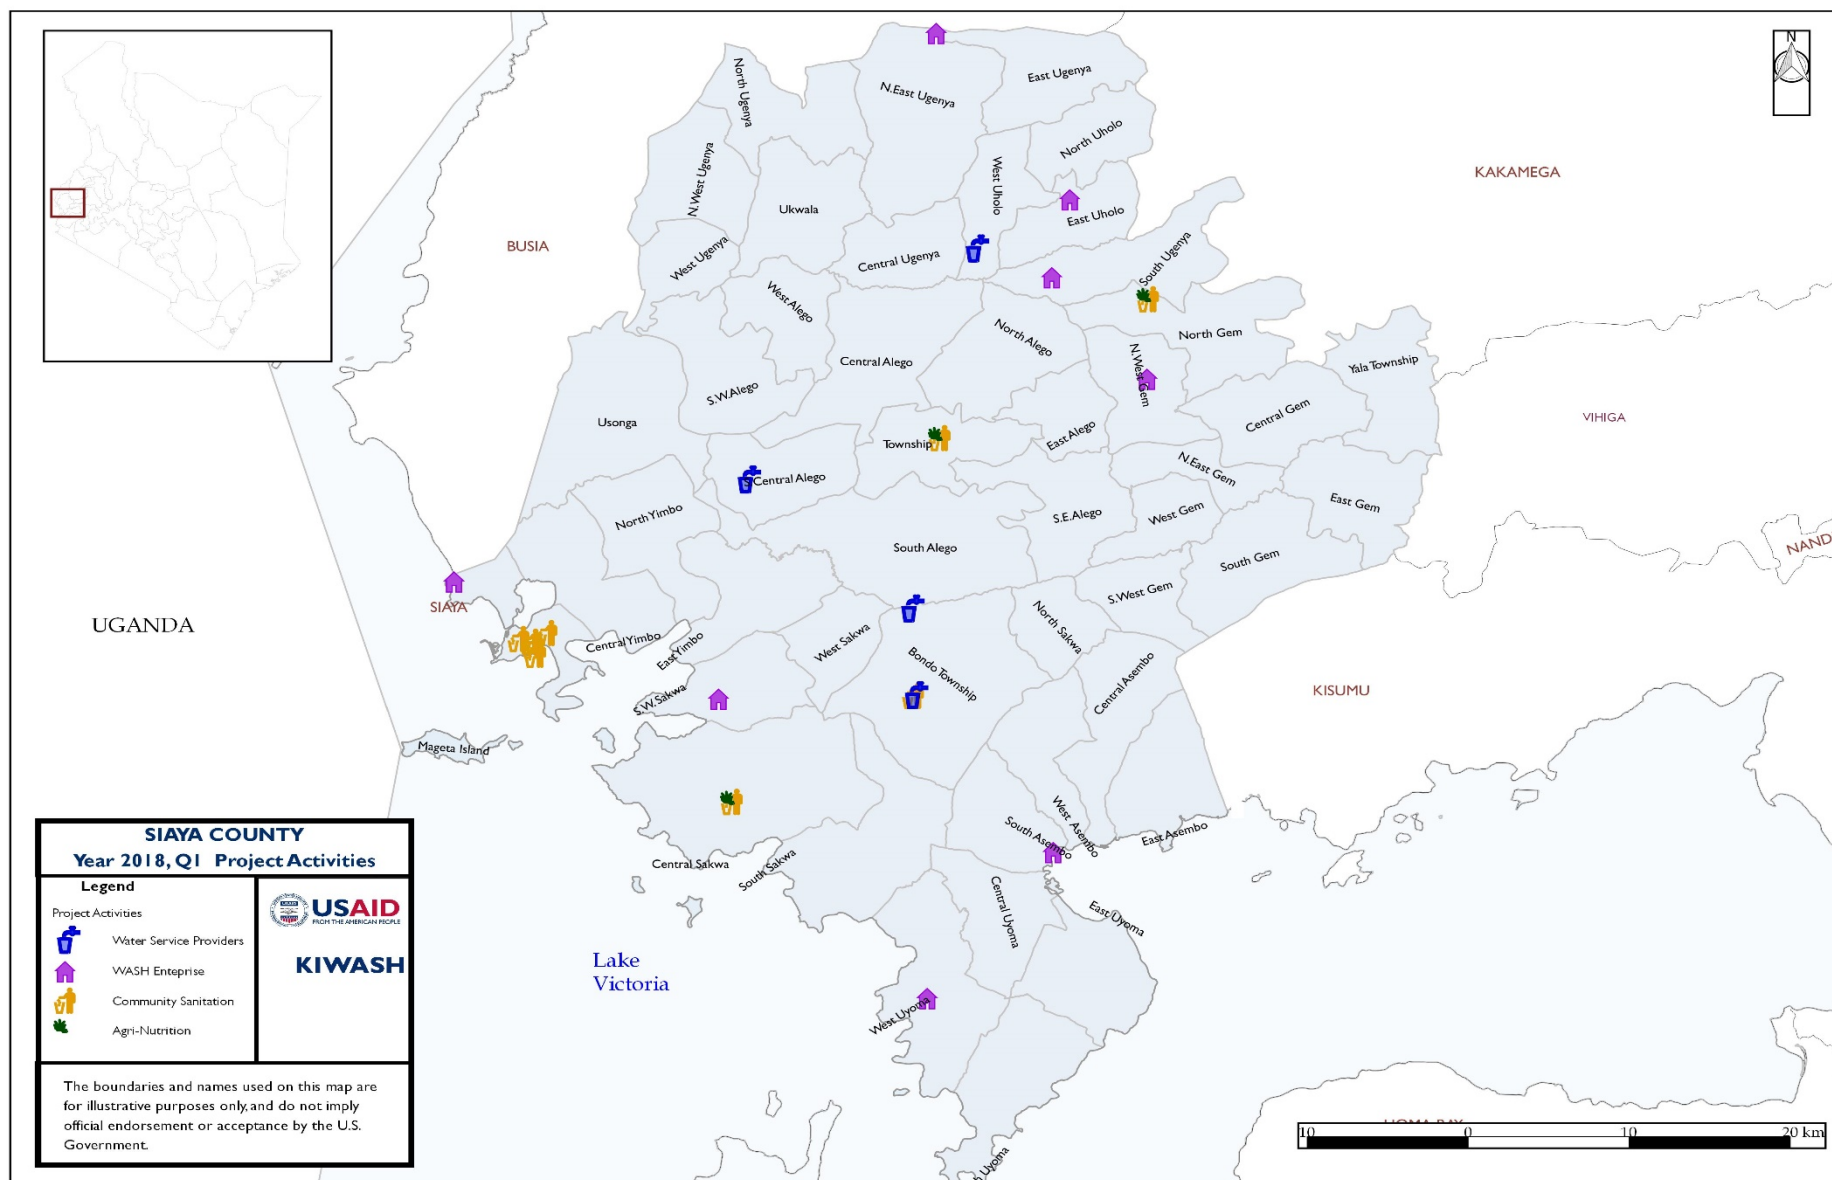 N
North Ugenya
N.East Ugenya
East Ugenya
North Uholo
KAKAMEGA
N.West Ugenya
West Uholo
Ukwala
East Uholo
BUSIA
West Ugenya
Central Ugenya
South Ugenya
West Alego
North Alego
North Gem
N.West Gem
Central Alego
Yala Township
S.W.Alego
Central Gem
VIHIGA
Usonga
Township
East Alego
N.East Gem
Central Alego
East Gem
North Yimbo
S.E.Alego
West Gem
South Alego
NAND
South Gem
SIAYA
S.West Gem
UGANDA
Central Yimbo
East Yimbo
West Sakwa
North Sakwa
Bondo Township
Central Asembo
KISUMU
S.W.Sakwa
Mageta Island
West Asembo
South Asembo
East Asembo
Central Sakwa
South Sakwa
Central Uyoma
East Uyoma
Lake
Victoria
West Uyoma
Uyoma
SIAYA COUNTY
Year 2018, Q1 Project Activities
Legend
Project Activities
Water Service Providers
WASH Enteprise
Community Sanitation
Agri-Nutrition
USAID
FROM THE AMERICAN PEOPLE
KIWASH
The boundaries and names used on this map are
for illustrative purposes only, and do not imply
official endorsement or acceptance by the U.S.
Government.
10 0 10 20 km